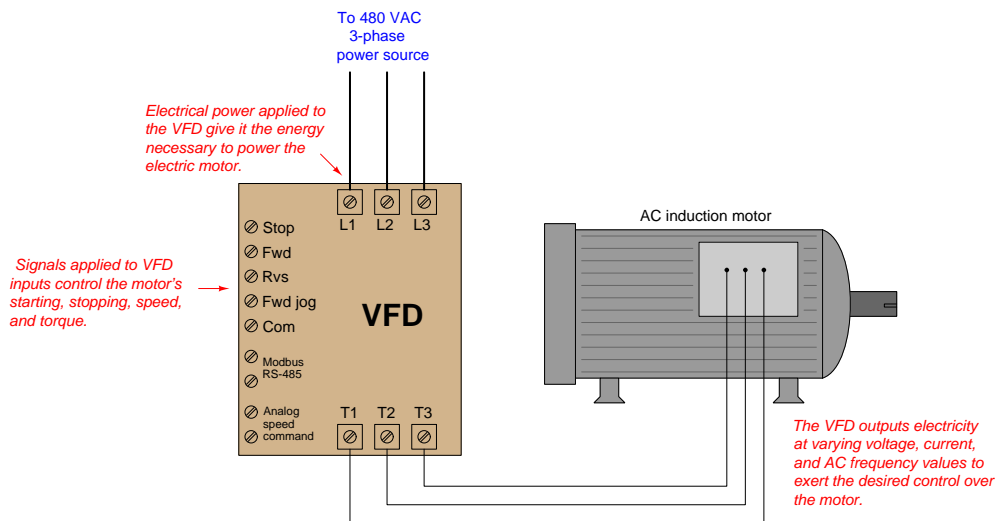 To 480 VAC
3-phase
power source
Electrical power applied to
the VFD give it the energy
necessary to power the
electric motor.
L1 L2 L3
Stop
Fwd
Rvs
Fwd jog
Com
Modbus
RS-485
Analog
speed
command
VFD
T1 T2 T3
Signals applied to VFD
inputs control the motor's
starting, stopping, speed,
and torque.
AC induction motor
The VFD outputs electricity
at varying voltage, current,
and AC frequency values to
exert the desired control over
the motor.